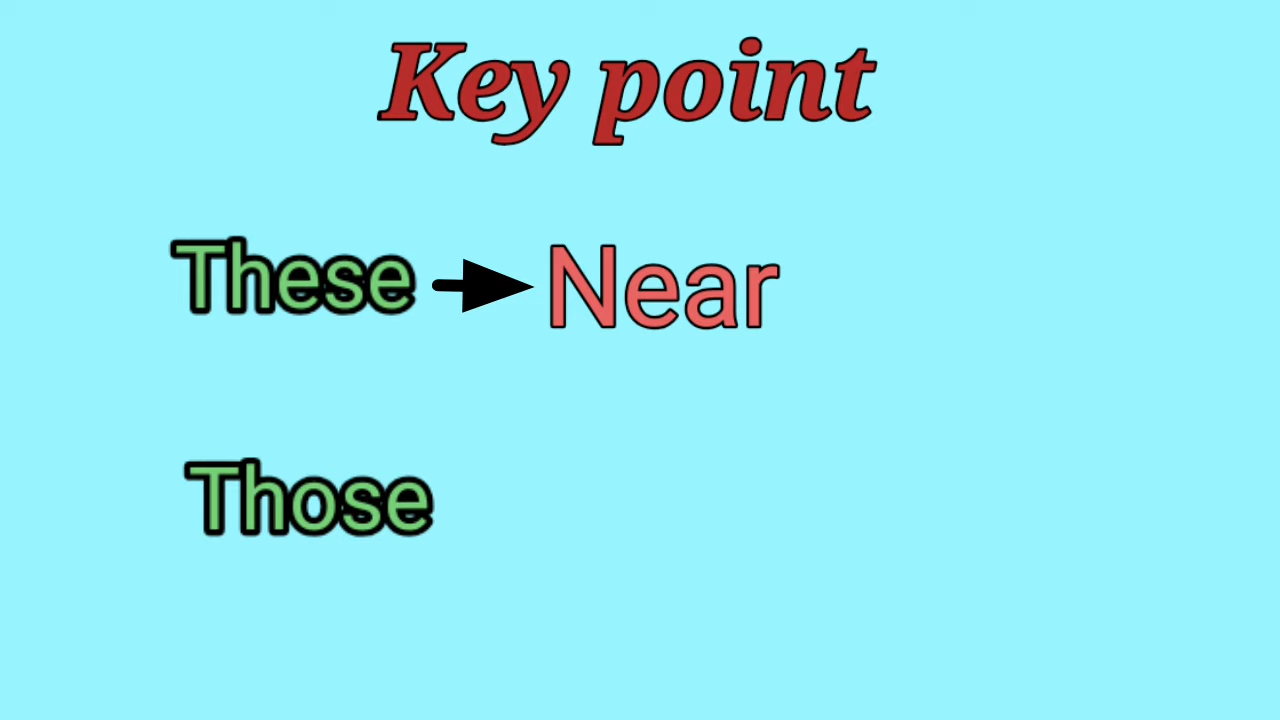 Key point
These → Near
Those